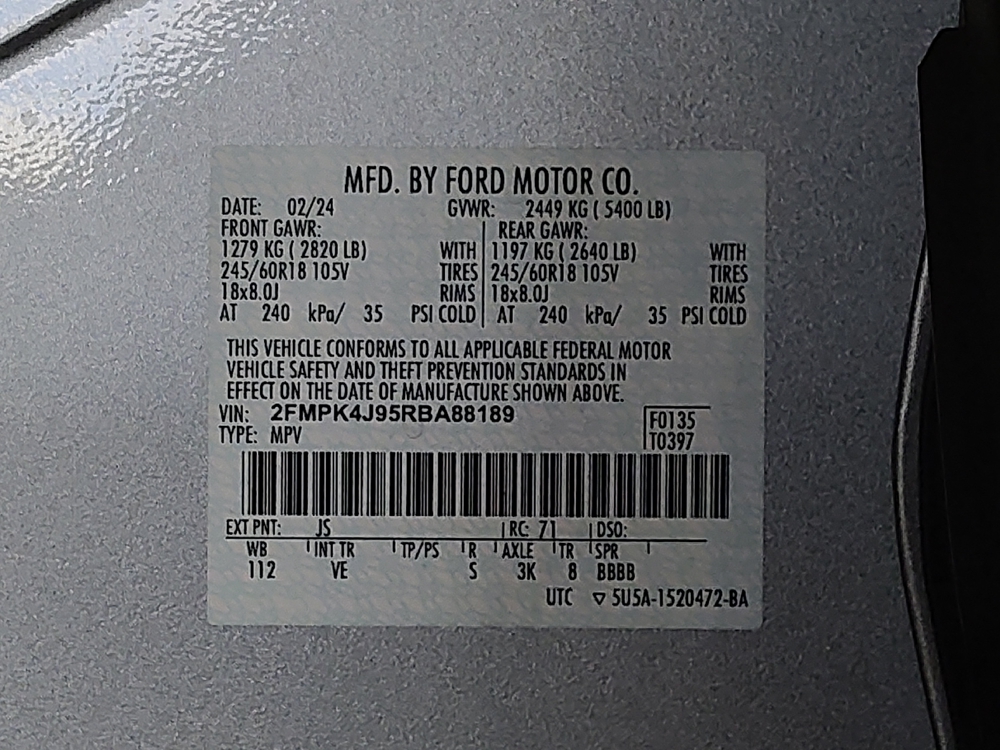 MFD. BY FORD MOTOR CO.
DATE: 02/24 GVWR: 2449 KG ( 5400 LB)
FRONT GAWR: REAR GAWR:
1279 KG ( 2820 LB) WITH 1197 KG ( 2640 LB) WITH
245/60R18 105V TIRES 245/60R18 105V TIRES
18x8.0J RIMS 18x8.0J RIMS
AT 240 kPa/ 35 PSI COLD AT 240 kPa/ 35 PSI COLD
THIS VEHICLE CONFORMS TO ALL APPLICABLE FEDERAL MOTOR
VEHICLE SAFETY AND THEFT PREVENTION STANDARDS IN
EFFECT ON THE DATE OF MANUFACTURE SHOWN ABOVE.
VIN: 2FMPK4J95RBA88189 F0135
TYPE: MPV T0397
EXT PNT: JS RC: 71 DSO:
WB INT TR TP/PS R AXLE TR SPR
112 VE S 3K 8 BBBB
UTC ▽ 5U5A-1520472-BA